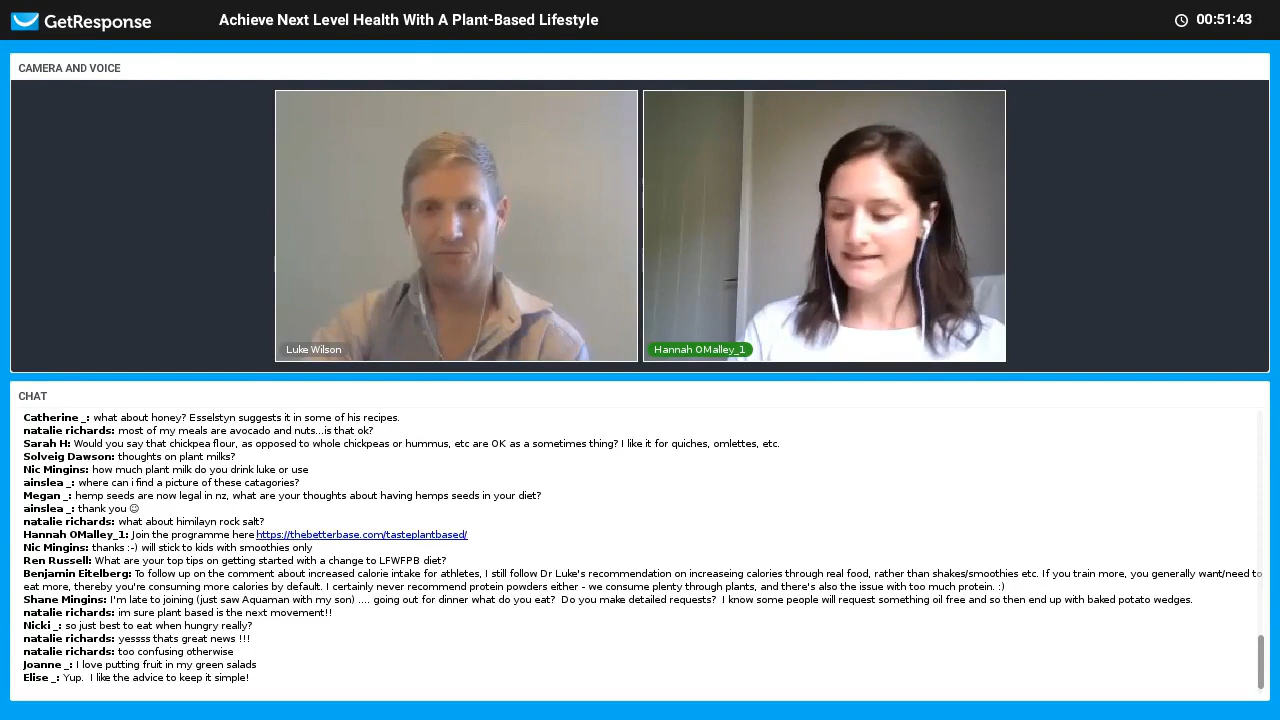 GetResponse
Achieve Next Level Health With A Plant-Based Lifestyle
00:51:43
CAMERA AND VOICE
Luke Wilson
Hannah OMalley_1
CHAT
Catherine _: what about honey? Esselstyn suggests it in some of his recipes.
natalie richards: most of my meals are avocado and nuts...is that ok?
Sarah H: Would you say that chickpea flour, as opposed to whole chickpeas or hummus, etc are OK as a sometimes thing? I like it for quiches, omlettes, etc.
Solveig Dawson: thoughts on plant milks?
Nic Mingins: how much plant milk do you drink luke or use
ainslea _: where can i find a picture of these catagories?
Megan _: hemp seeds are now legal in nz, what are your thoughts about having hemps seeds in your diet?
ainslea _: thank you ☺
natalie richards: what about himilayn rock salt?
Hannah OMalley_1: Join the programme here https://thebetterbase.com/tasteplantbased/
Nic Mingins: thanks :-) will stick to kids with smoothies only
Ren Russell: What are your top tips on getting started with a change to LFWFPB diet?
Benjamin Eitelberg: To follow up on the comment about increased calorie intake for athletes, I still follow Dr Luke's recommendation on increaseing calories through real food, rather than shakes/smoothies etc. If you train more, you generally want/need to
eat more, thereby you're consuming more calories by default. I certainly never recommend protein powders either - we consume plenty through plants, and there's also the issue with too much protein. :)
Shane Mingins: I'm late to joining (just saw Aquaman with my son) .... going out for dinner what do you eat?  Do you make detailed requests?  I know some people will request something oil free and so then end up with baked potato wedges.
natalie richards: im sure plant based is the next movement!!
Nicki _: so just best to eat when hungry really?
natalie richards: yessss thats great news !!!
natalie richards: too confusing otherwise
Joanne _: I love putting fruit in my green salads
Elise _: Yup.  I like the advice to keep it simple!